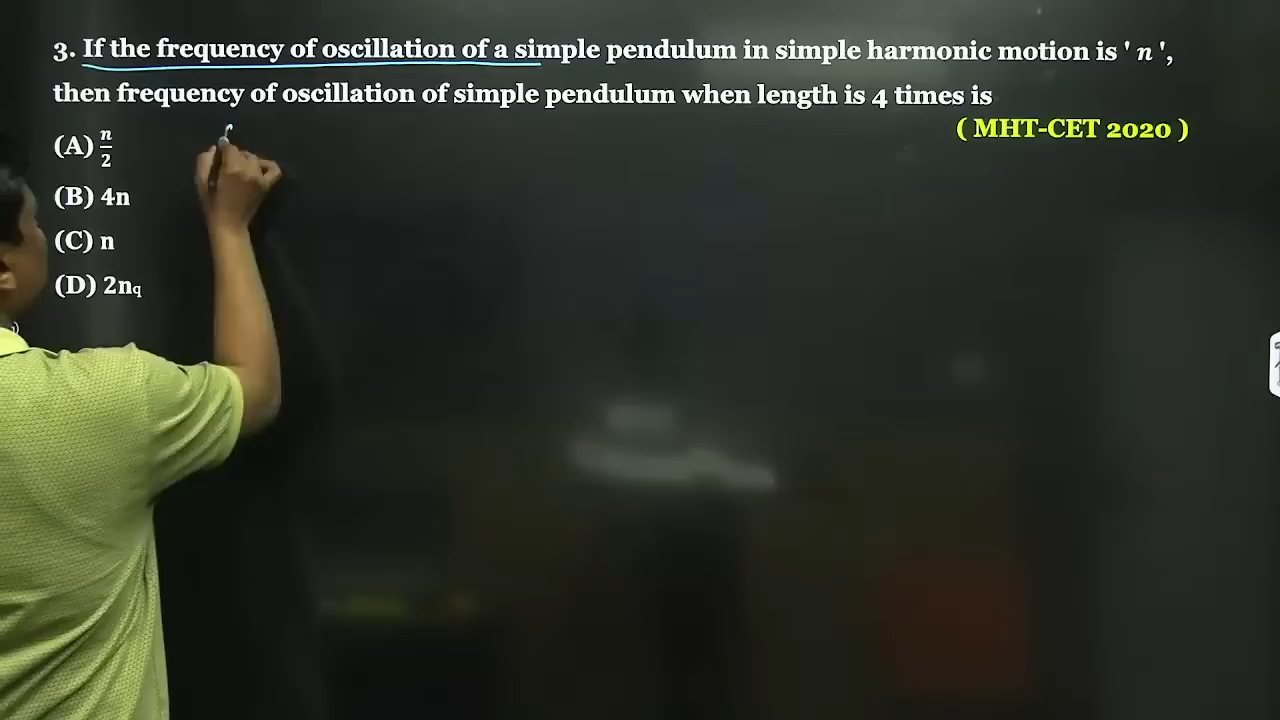 3. If the frequency of oscillation of a simple pendulum in simple harmonic motion is ' n ',
then frequency of oscillation of simple pendulum when length is 4 times is
( MHT-CET 2020 )
(A) n/2
(B) 4n
(C) n
(D) 2nq